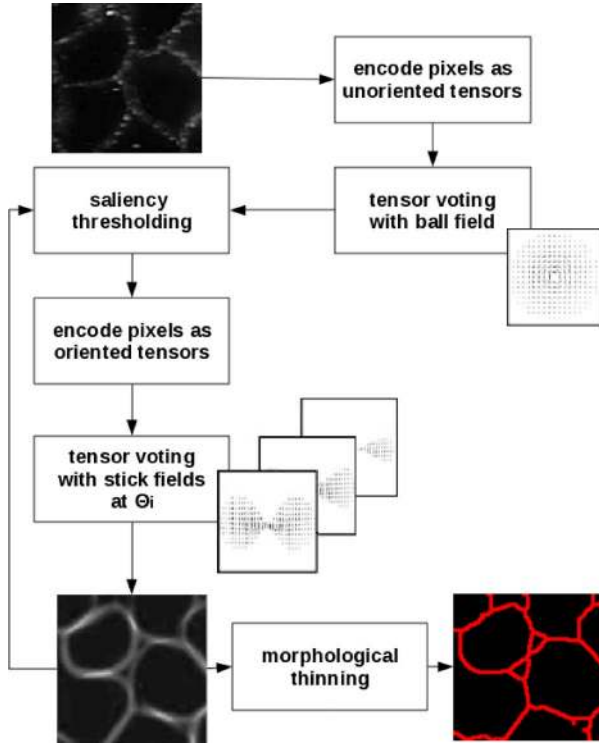 encode pixels as
unoriented tensors
tensor voting
with ball field
saliency
thresholding
encode pixels as
oriented tensors
tensor voting
with stick fields
at Θi
morphological
thinning